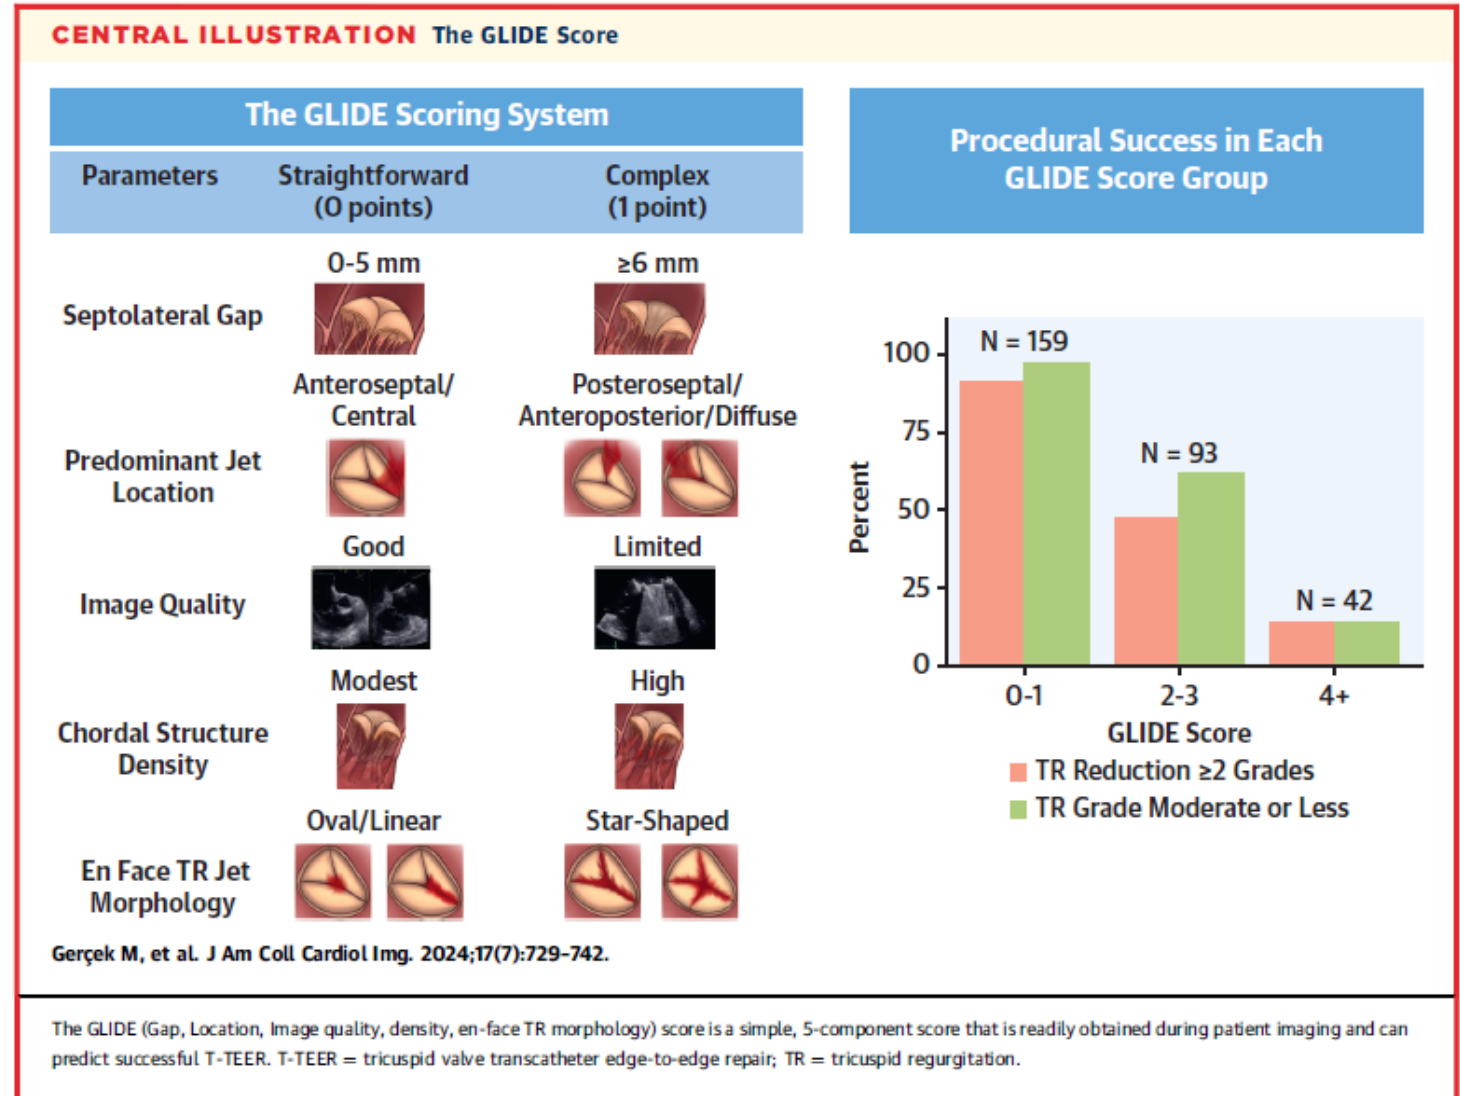 CENTRAL ILLUSTRATION The GLIDE Score
The GLIDE Scoring System
Parameters
Straightforward
(0 points)
Complex
(1 point)
Septolateral Gap
0-5 mm
≥6 mm
Predominant Jet
Location
Anteroseptal/
Central
Posteroseptal/
Anteroposterior/Diffuse
Image Quality
Good
Limited
Chordal Structure
Density
Modest
High
En Face TR Jet
Morphology
Oval/Linear
Star-Shaped
Procedural Success in Each
GLIDE Score Group
Percent
100
75
50
25
0
N = 159
N = 93
N = 42
0-1
2-3
4+
GLIDE Score
TR Reduction ≥2 Grades
TR Grade Moderate or Less
Gerçek M, et al. J Am Coll Cardiol Img. 2024;17(7):729–742.
The GLIDE (Gap, Location, Image quality, density, en-face TR morphology) score is a simple, 5-component score that is readily obtained during patient imaging and can
predict successful T-TEER. T-TEER = tricuspid valve transcatheter edge-to-edge repair; TR = tricuspid regurgitation.